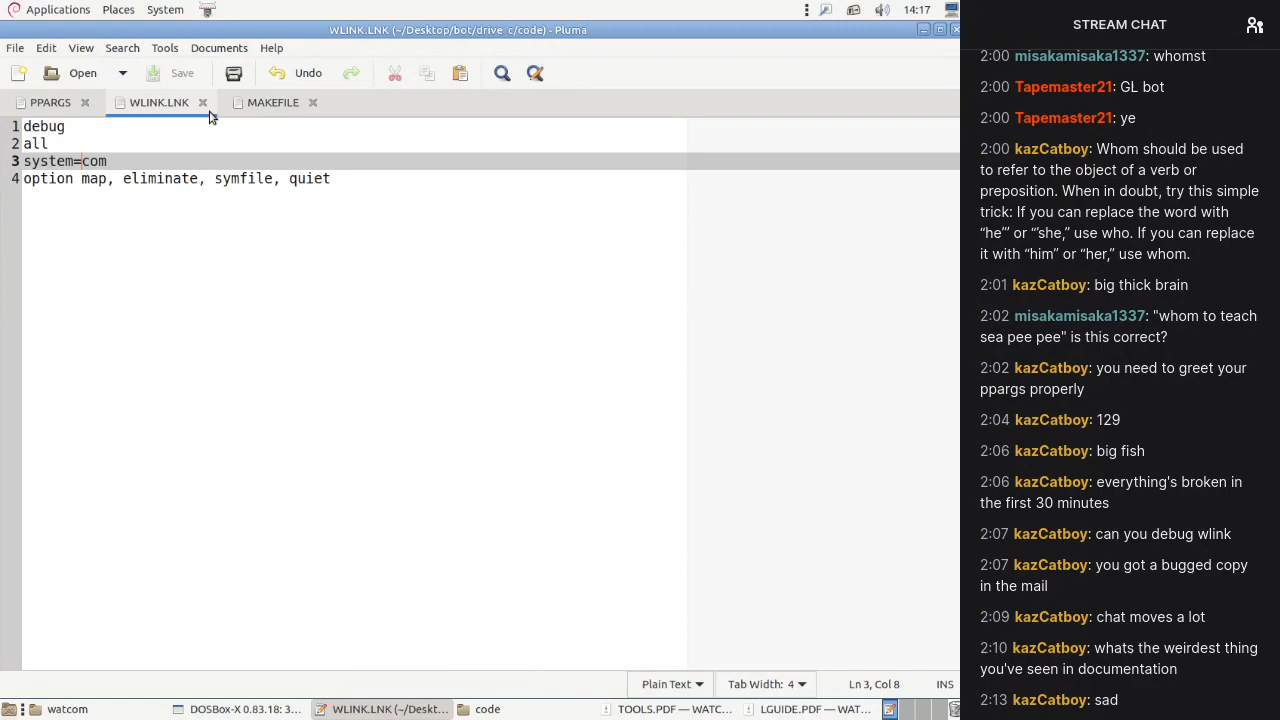 Applications Places System 14:17
WLINK.LNK (~/Desktop/bot/drive_c/code) - Pluma
File Edit View Search Tools Documents Help
Open Save Undo
PPARGS WLINK.LNK MAKEFILE
1 debug
2 all
3 system=com
4 option map, eliminate, symfile, quiet
Plain Text Tab Width: 4 Ln 3, Col 8 INS
watcom DOSBox-X 0.83.18: 3... WLINK.LNK (~/Deskt... code TOOLS.PDF — WATC... LGUIDE.PDF — WAT...
STREAM CHAT
2:00 misakamisaka1337: whomst
2:00 Tapemaster21: GL bot
2:00 Tapemaster21: ye
2:00 kazCatboy: Whom should be used
to refer to the object of a verb or
preposition. When in doubt, try this simple
trick: If you can replace the word with
“he’” or “’she,” use who. If you can replace
it with “him” or “her,” use whom.
2:01 kazCatboy: big thick brain
2:02 misakamisaka1337: "whom to teach
sea pee pee" is this correct?
2:02 kazCatboy: you need to greet your
ppargs properly
2:04 kazCatboy: 129
2:06 kazCatboy: big fish
2:06 kazCatboy: everything's broken in
the first 30 minutes
2:07 kazCatboy: can you debug wlink
2:07 kazCatboy: you got a bugged copy
in the mail
2:09 kazCatboy: chat moves a lot
2:10 kazCatboy: whats the weirdest thing
you've seen in documentation
2:13 kazCatboy: sad